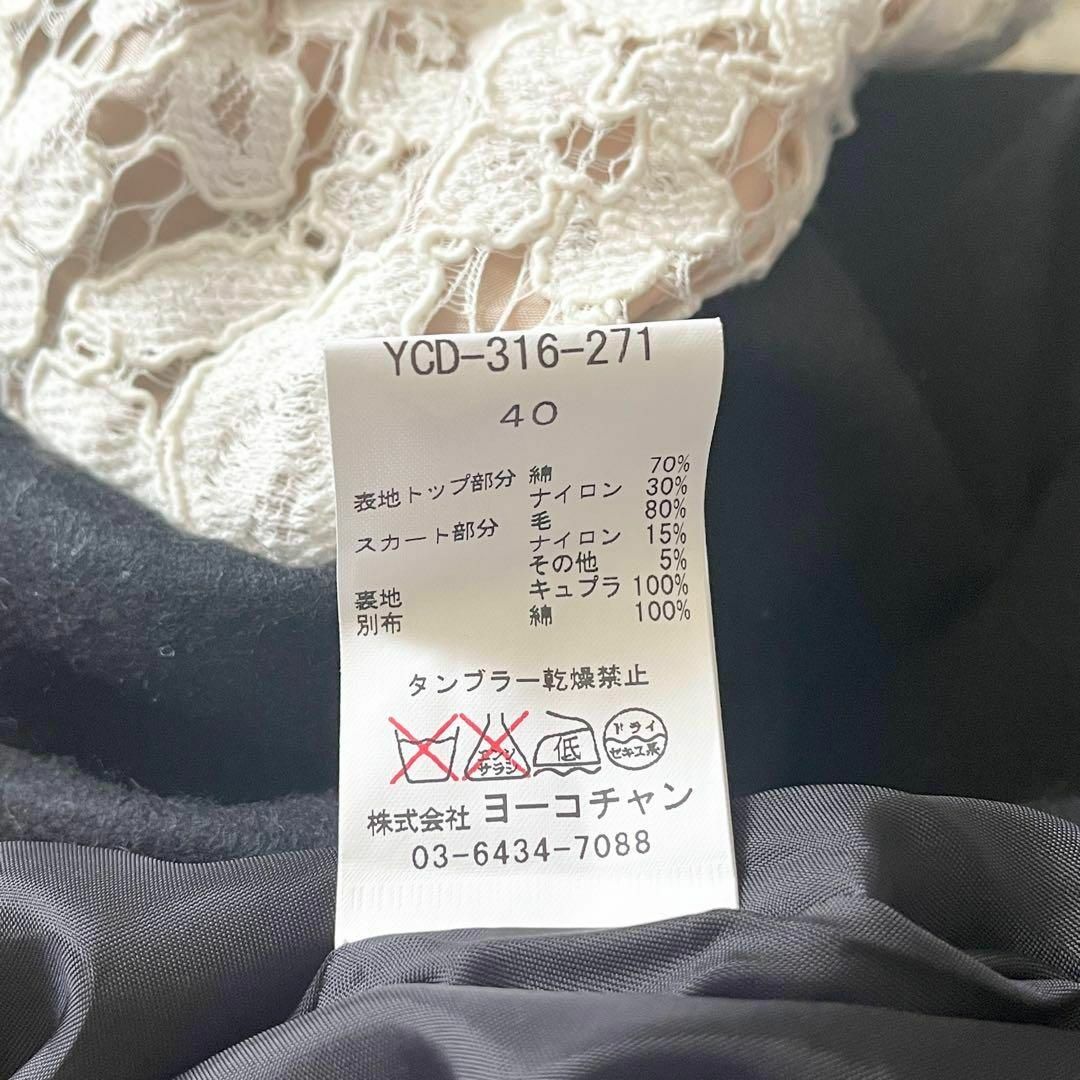 YCD-316-271
40
表地トップ部分 綿 70%
ナイロン 30%
スカート部分 毛 80%
ナイロン 15%
その他 5%
裏地 キュプラ 100%
別布 綿 100%
タンブラー乾燥禁止
エンソ
サラシ
低
ドライ
セキユ系
株式会社 ヨーコチャン
03-6434-7088